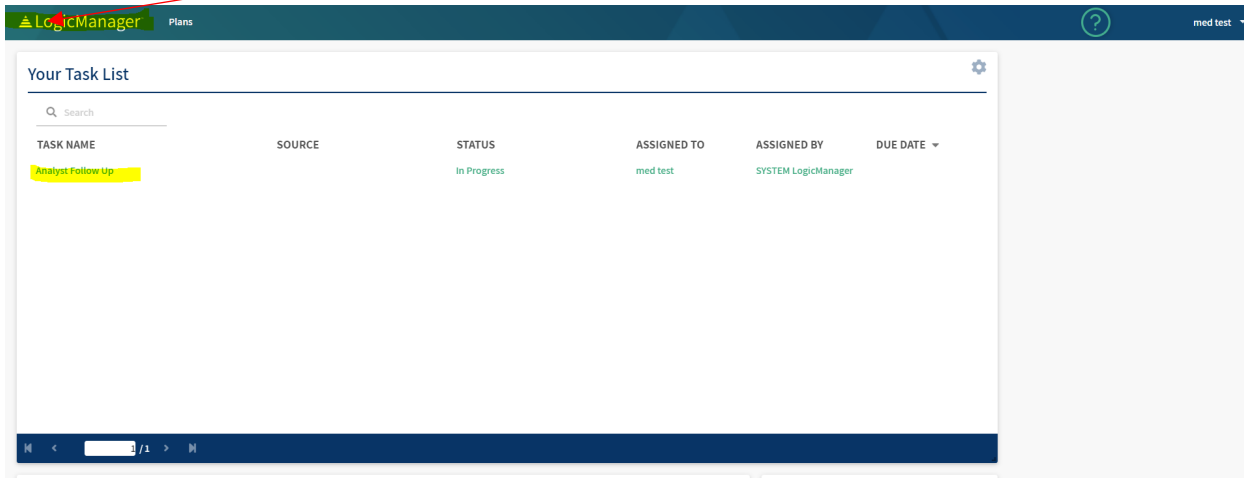 LogicManager Plans ? med test
Your Task List
Search
TASK NAME SOURCE STATUS ASSIGNED TO ASSIGNED BY DUE DATE
Analyst Follow Up In Progress med test SYSTEM LogicManager
1 / 1